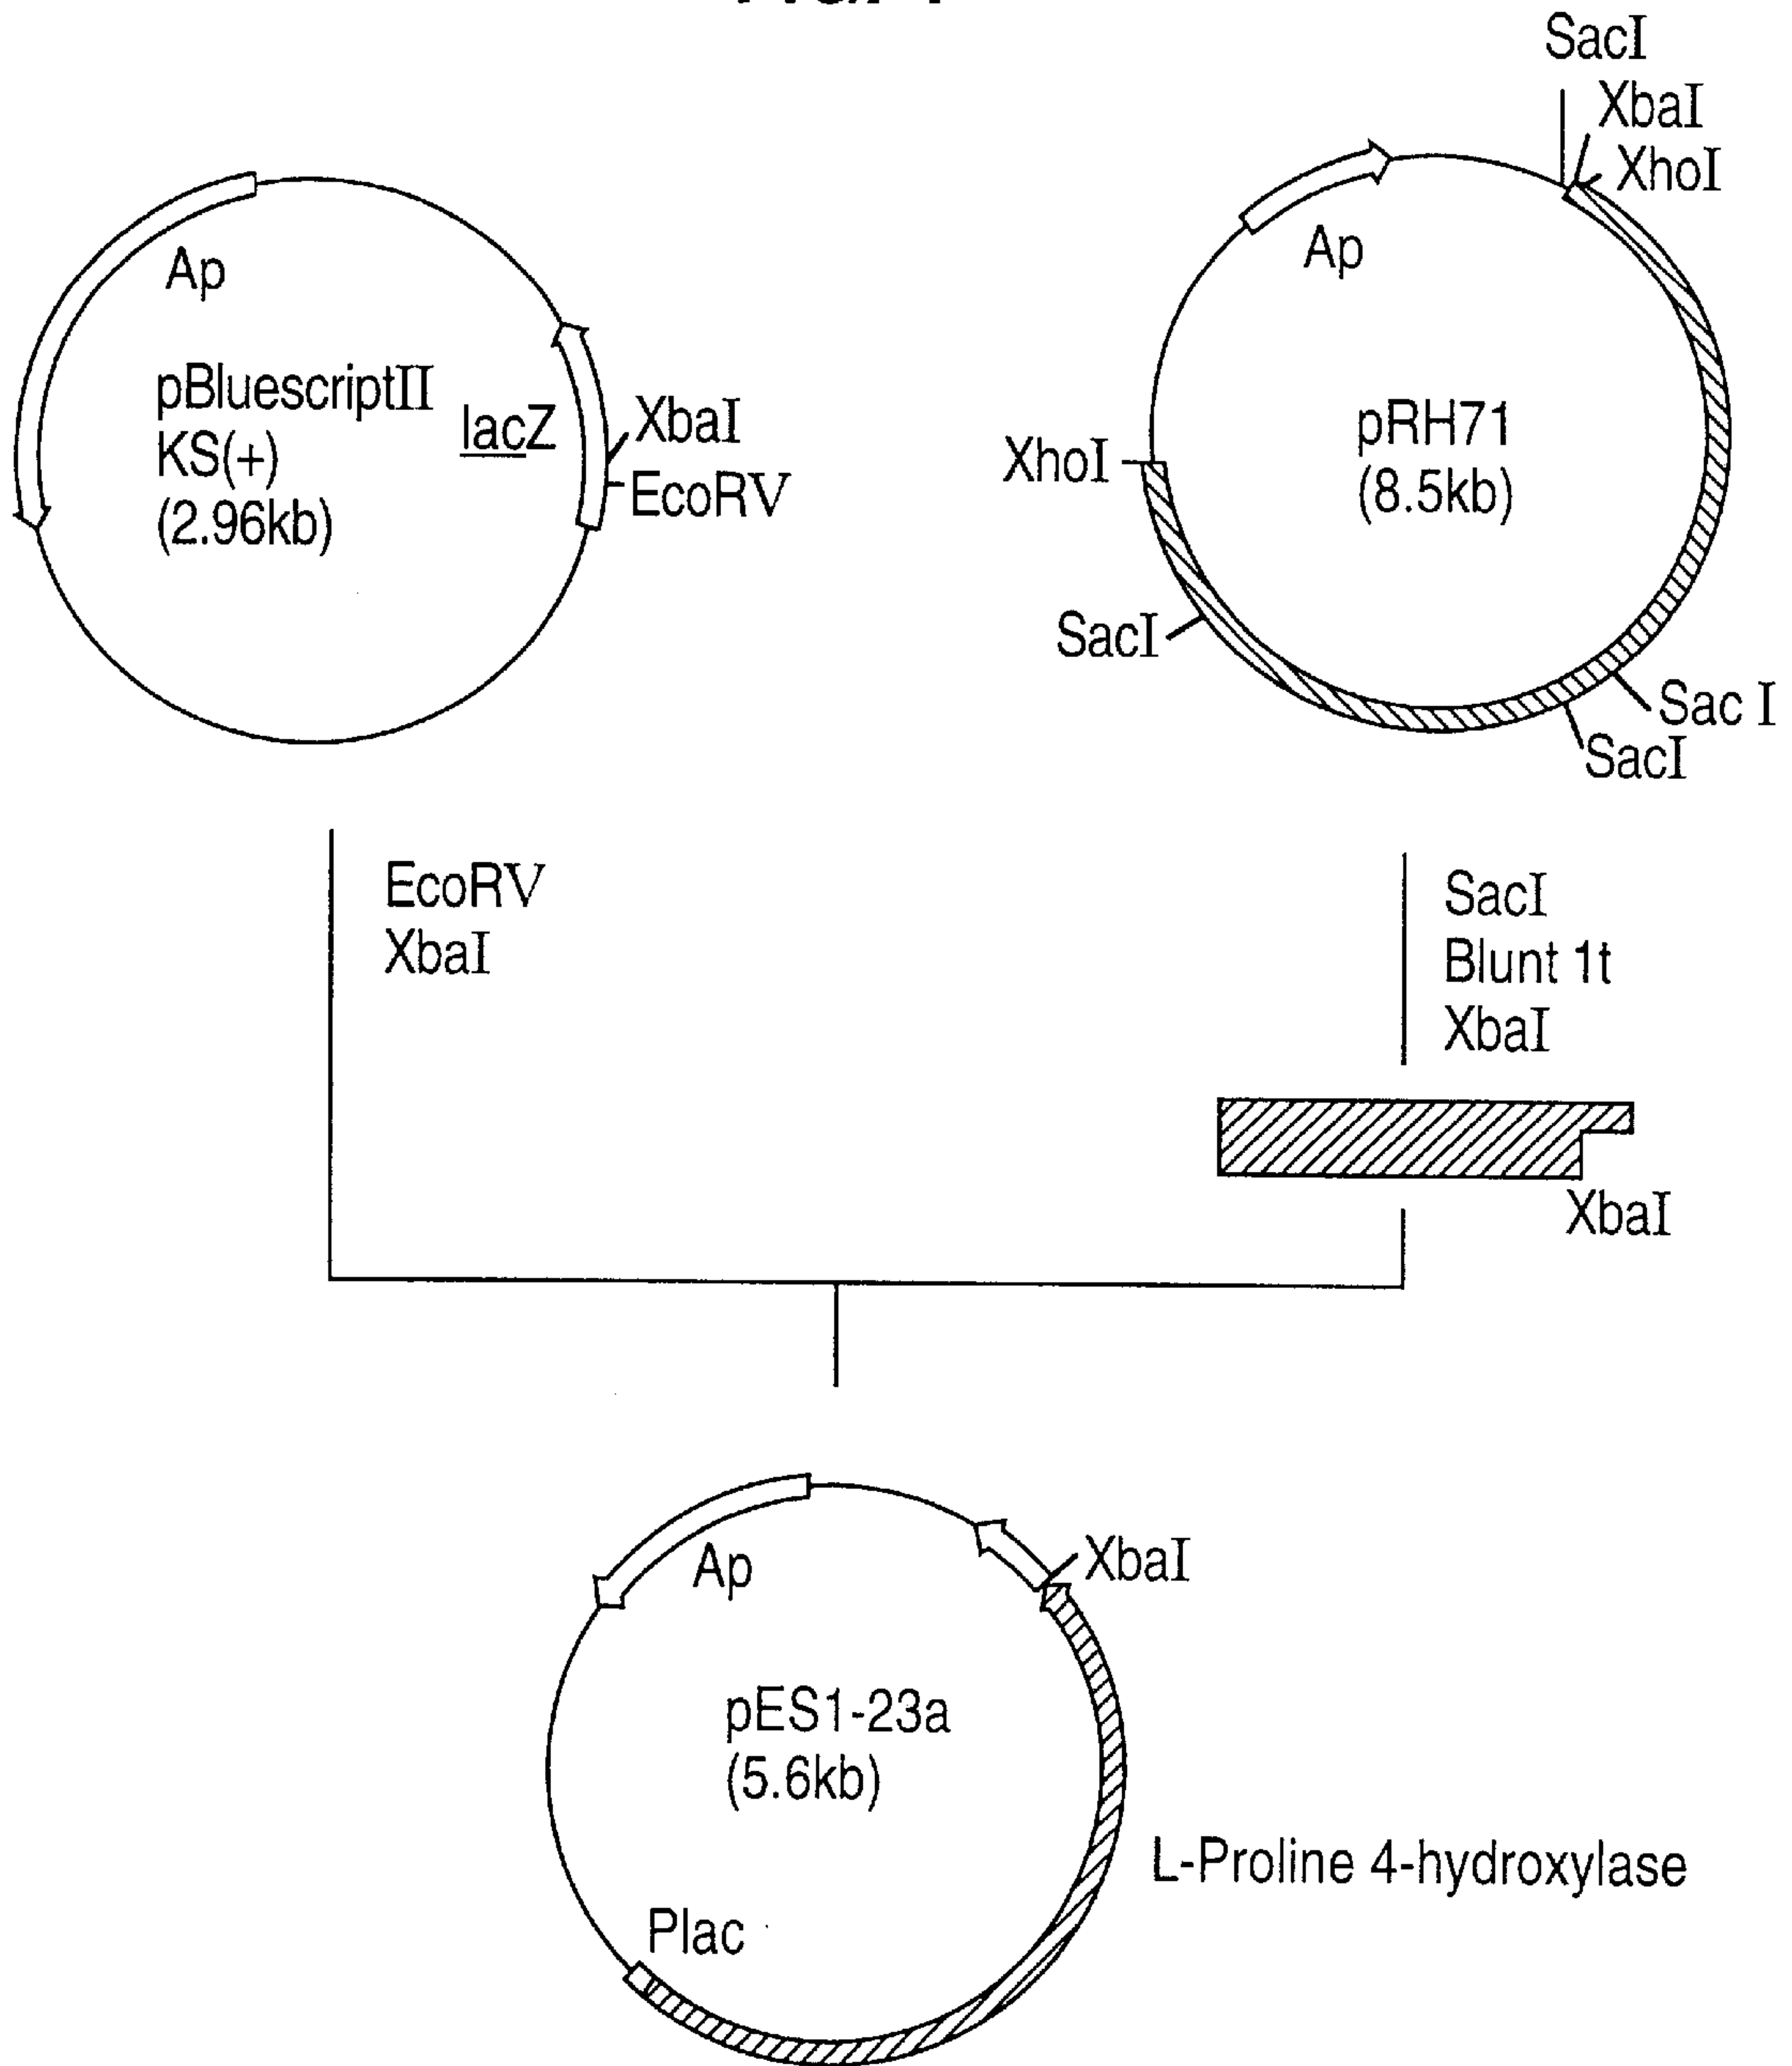 SacI
XbaI
XhoI
Ap
pBluescriptII
KS(+)
(2.96kb)
lacZ
XbaI
EcoRV
Ap
pRH71
(8.5kb)
XhoI
SacI
Sac I
SacI
EcoRV
XbaI
SacI
Blunt 1t
XbaI
XbaI
Ap
XbaI
pES1-23a
(5.6kb)
L-Proline 4-hydroxylase
Plac